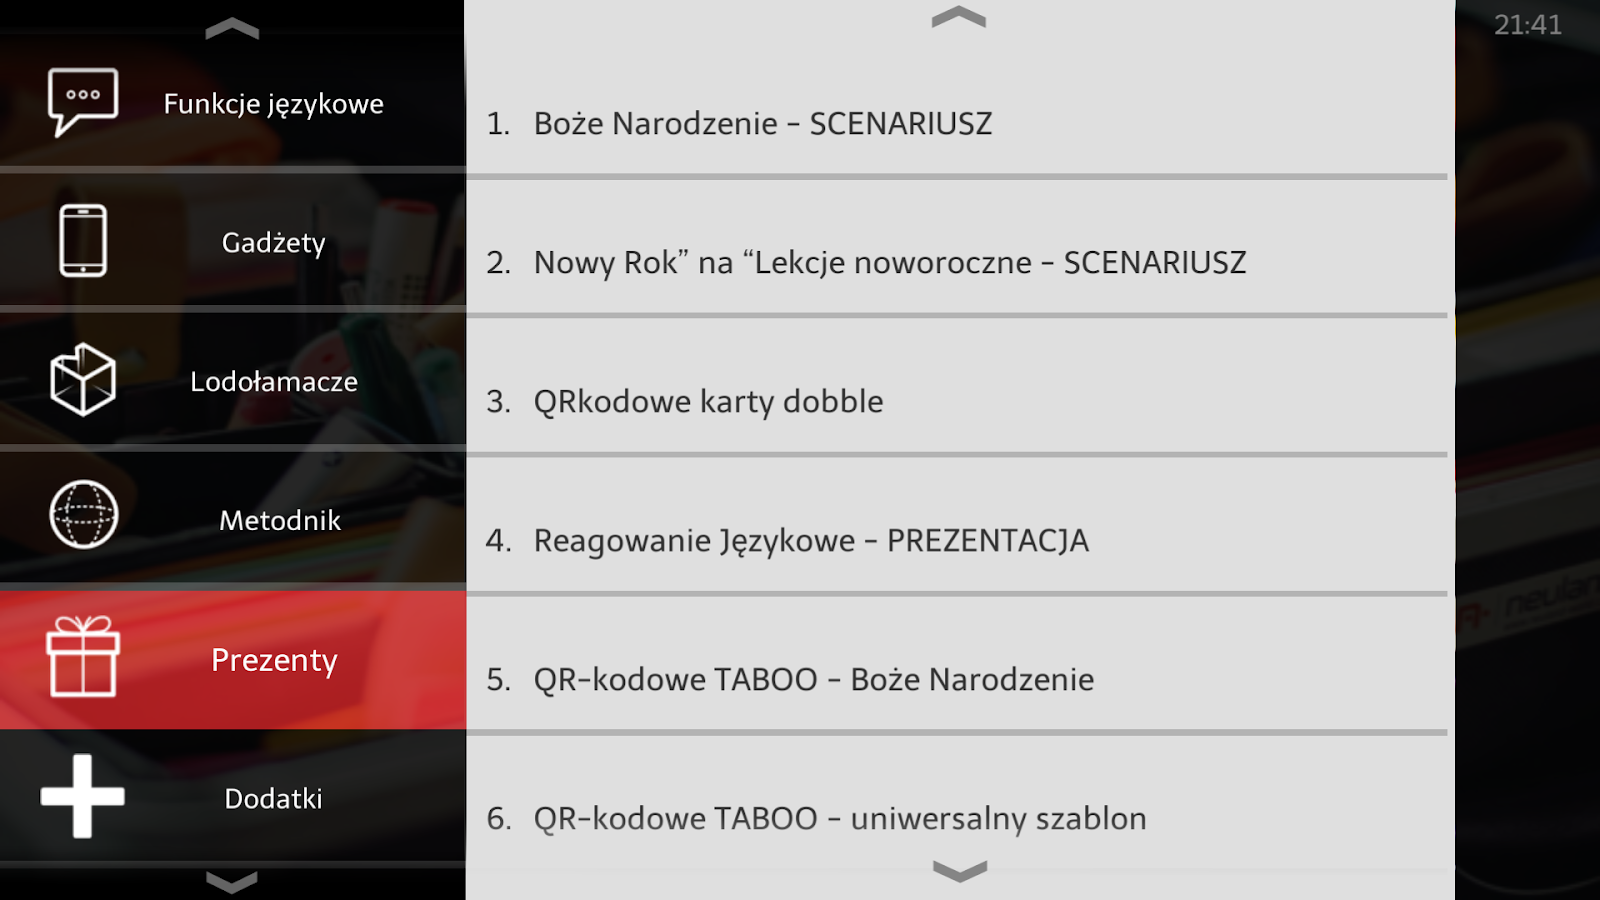 21:41
Funkcje językowe
Gadżety
Lodołamacze
Metodnik
Prezenty
Dodatki
1. Boże Narodzenie - SCENARIUSZ
2. Nowy Rok” na “Lekcje noworoczne - SCENARIUSZ
3. QRkodowe karty dobble
4. Reagowanie Językowe - PREZENTACJA
5. QR-kodowe TABOO - Boże Narodzenie
6. QR-kodowe TABOO - uniwersalny szablon